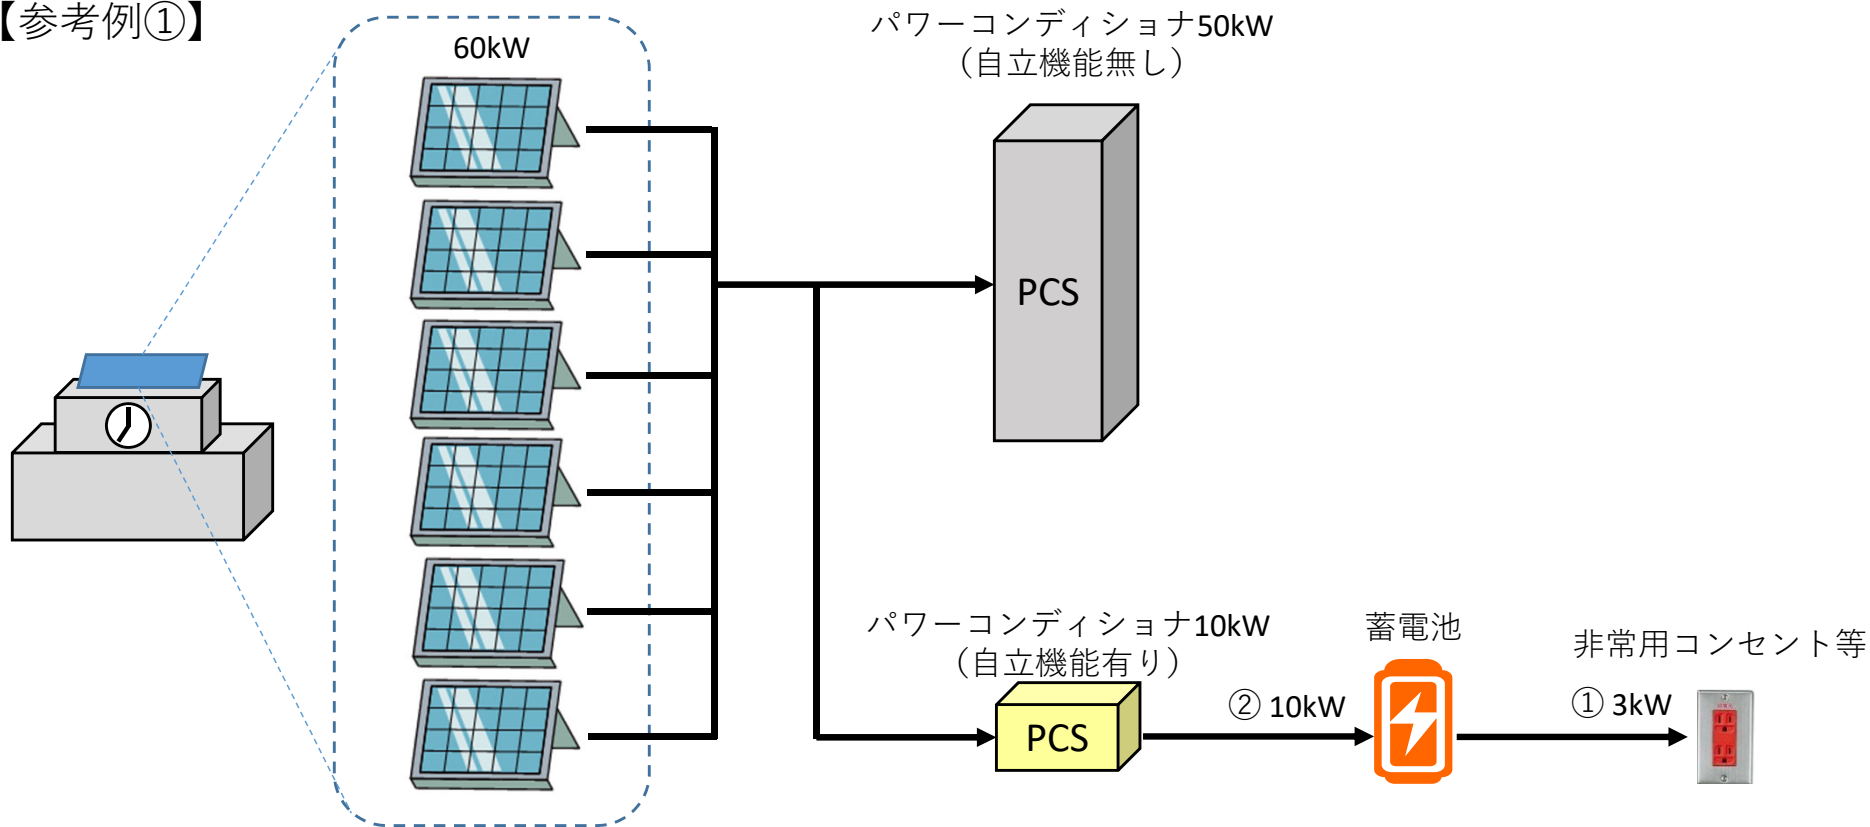 【参考例①】
60kW
パワーコンディショナ50kW
（自立機能無し）
PCS
パワーコンディショナ10kW
（自立機能有り）
PCS
② 10kW
蓄電池
① 3kW
非常用コンセント等